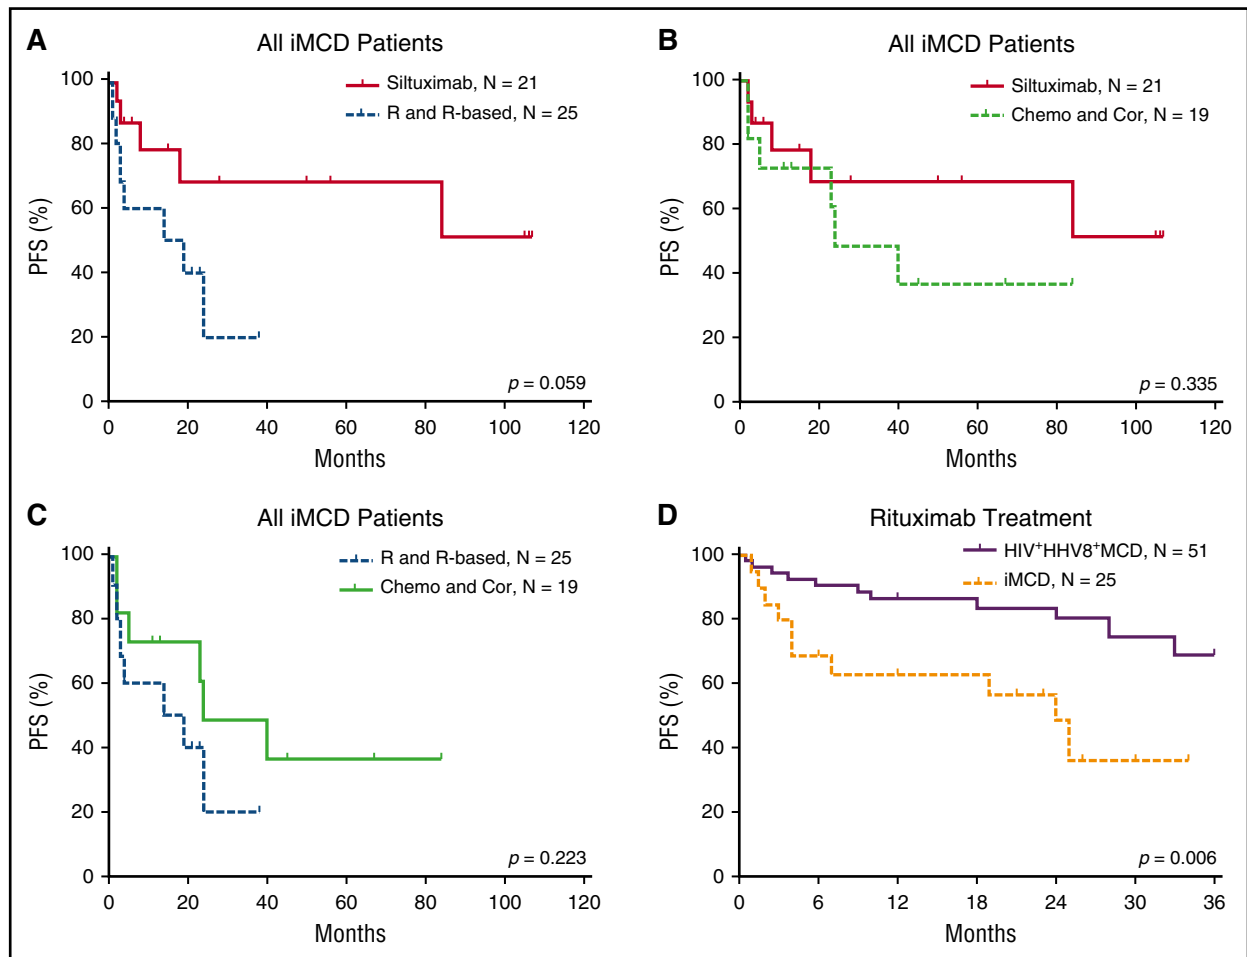 A
All iMCD Patients
Siltuximab, N = 21
R and R-based, N = 25
PFS (%)
100
80
60
40
20
0
p = 0.059
0 20 40 60 80 100 120
Months
B
All iMCD Patients
Siltuximab, N = 21
Chemo and Cor, N = 19
PFS (%)
100
80
60
40
20
0
p = 0.335
0 20 40 60 80 100 120
Months
C
All iMCD Patients
R and R-based, N = 25
Chemo and Cor, N = 19
PFS (%)
100
80
60
40
20
0
p = 0.223
0 20 40 60 80 100 120
Months
D
Rituximab Treatment
HIV⁺HHV8⁺MCD, N = 51
iMCD, N = 25
PFS (%)
100
80
60
40
20
0
p = 0.006
0 6 12 18 24 30 36
Months